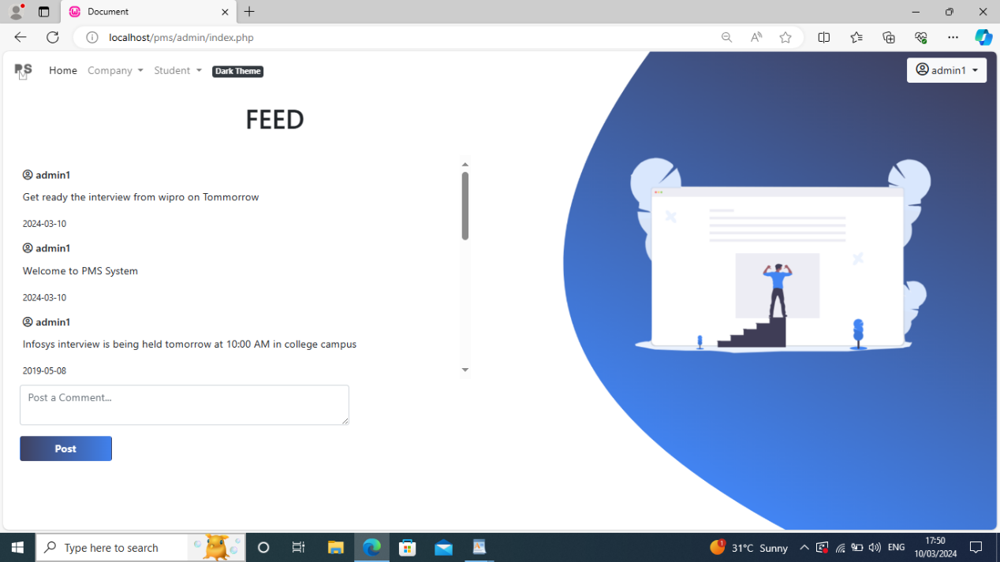 Document
localhost/pms/admin/index.php
PMS
Home Company Student Dark Theme
admin1
FEED
admin1
Get ready the interview from wipro on Tommorrow
2024-03-10
admin1
Welcome to PMS System
2024-03-10
admin1
Infosys interview is being held tomorrow at 10:00 AM in college campus
2019-05-08
Post a Comment...
Post
Type here to search
1
31°C Sunny
ENG
17:50
10/03/2024